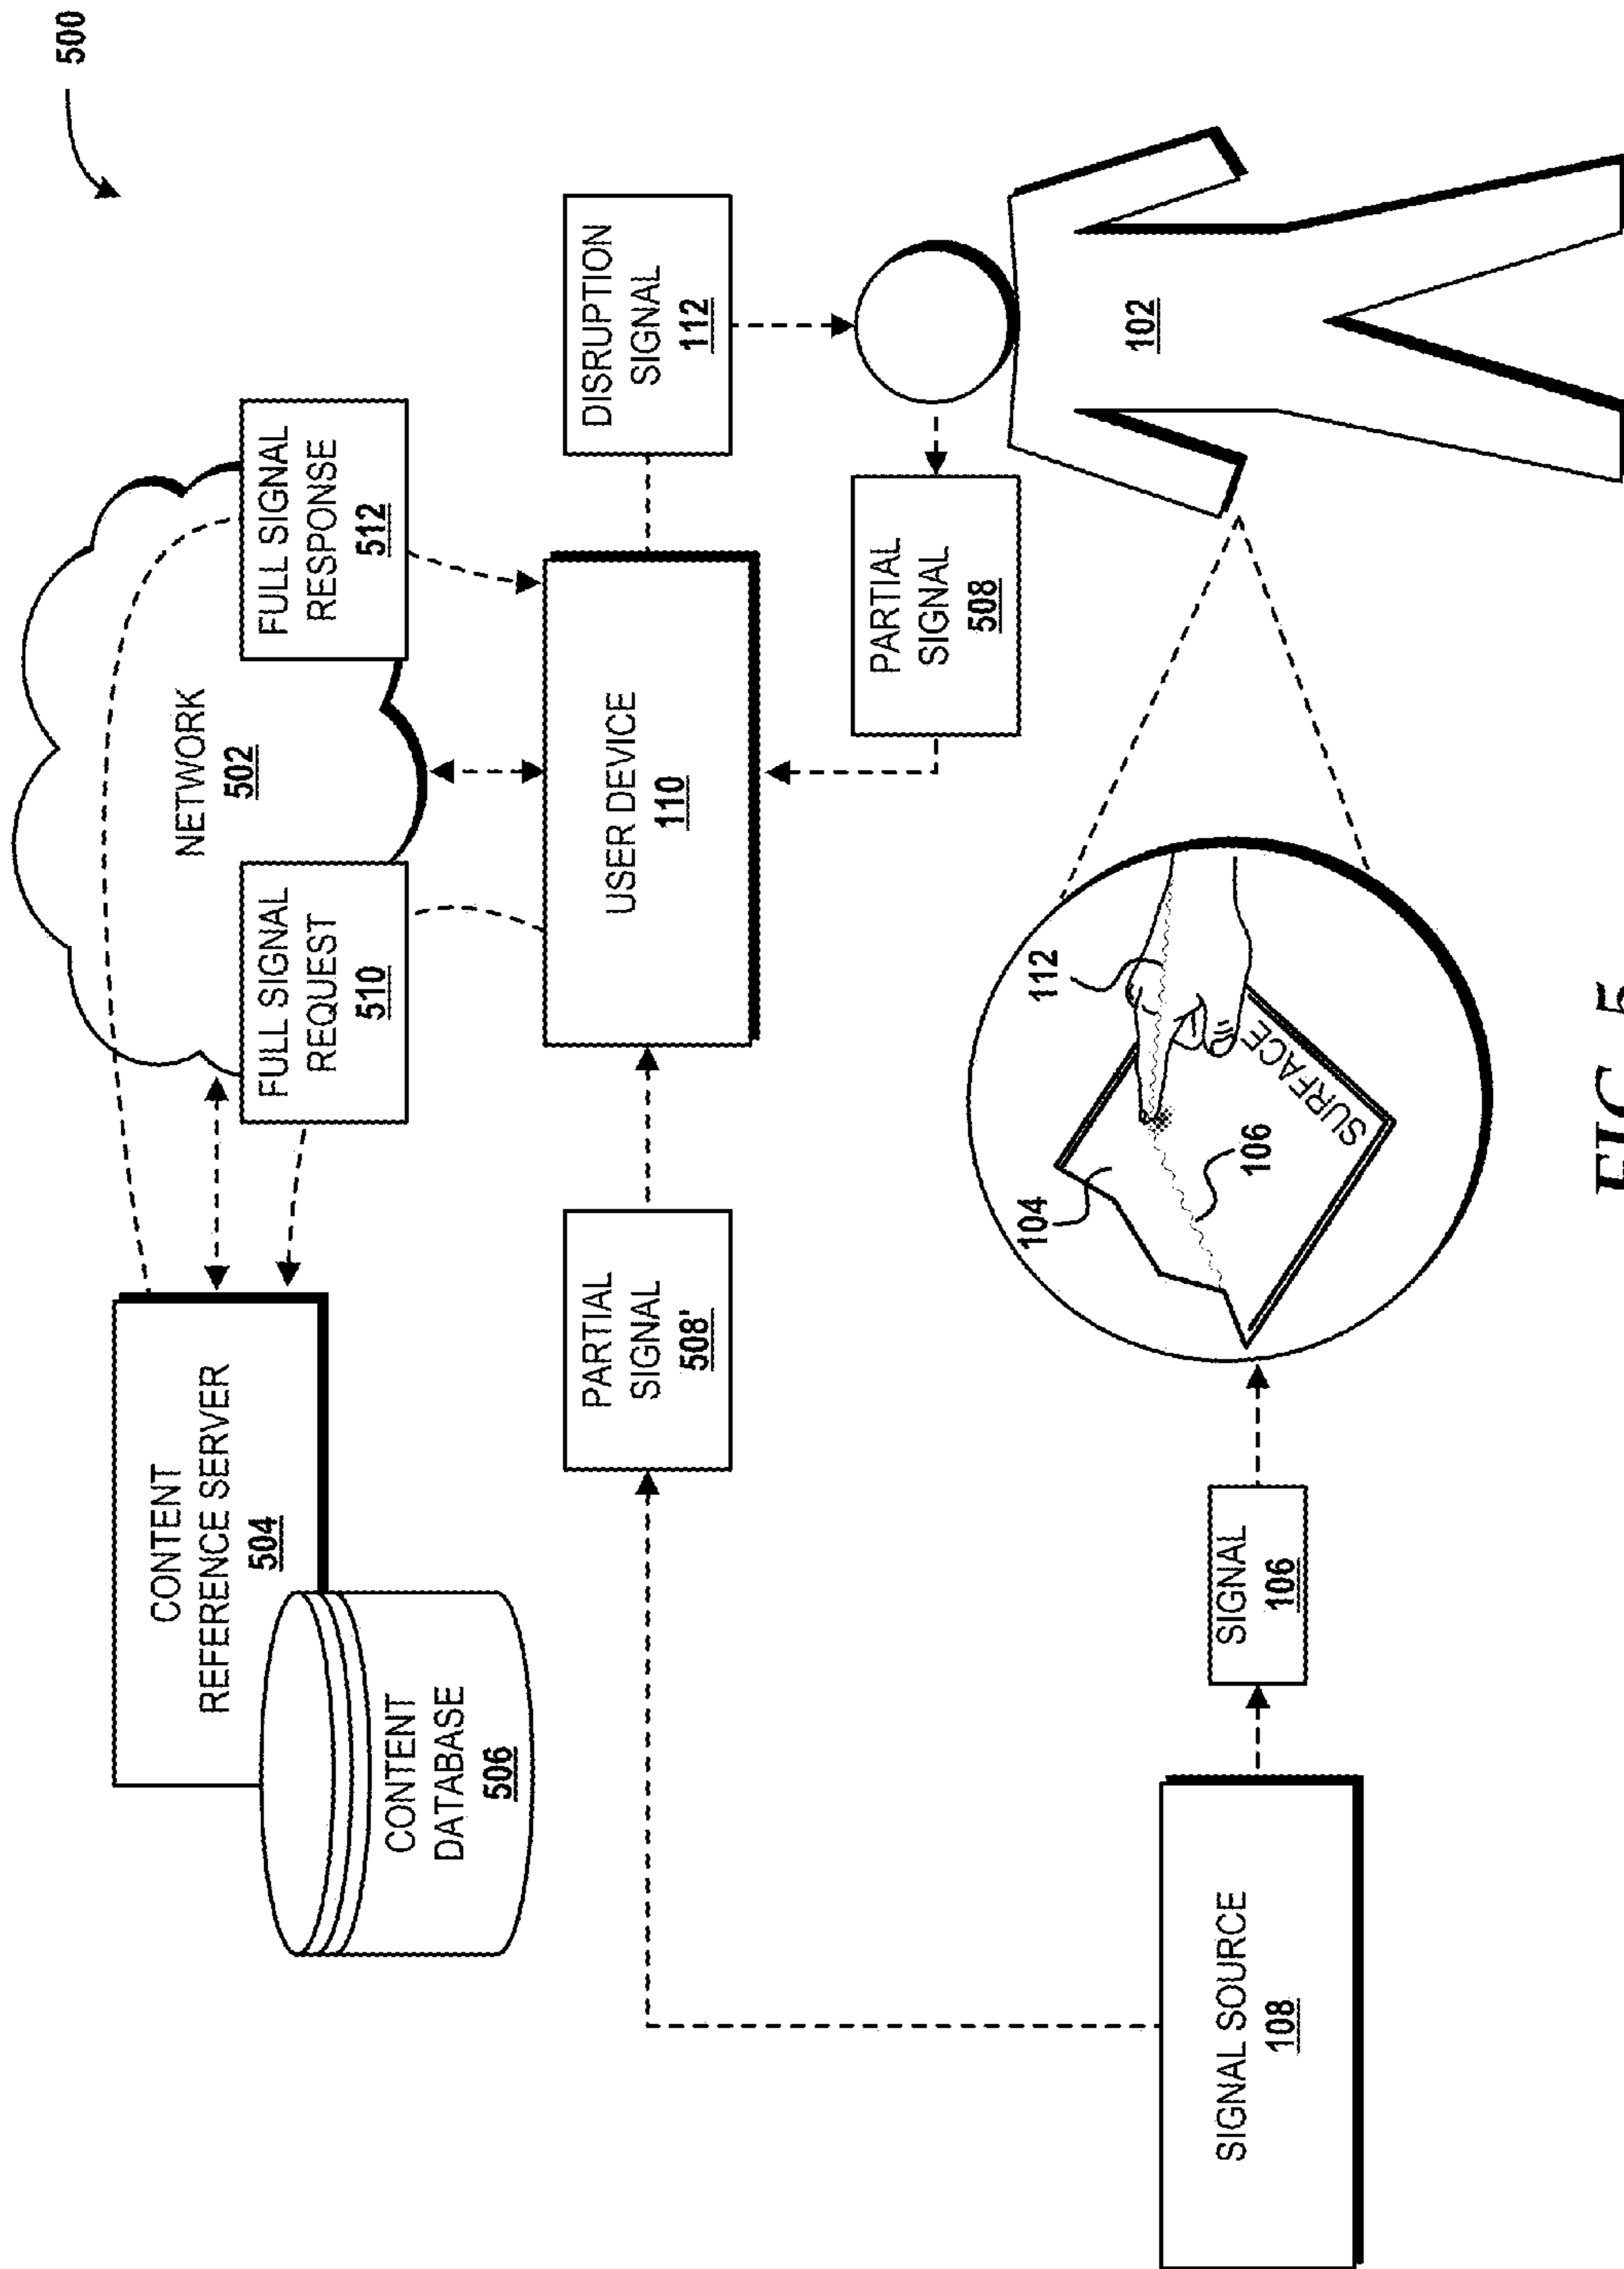 500
CONTENT
REFERENCE SERVER
504
CONTENT
DATABASE
506
NETWORK
502
FULL SIGNAL
REQUEST
510
FULL SIGNAL
RESPONSE
512
PARTIAL
SIGNAL
508'
USER DEVICE
110
DISRUPTION
SIGNAL
112
PARTIAL
SIGNAL
508
102
SIGNAL SOURCE
108
SIGNAL
106
104
106
112
SURFACE
FIG. 5